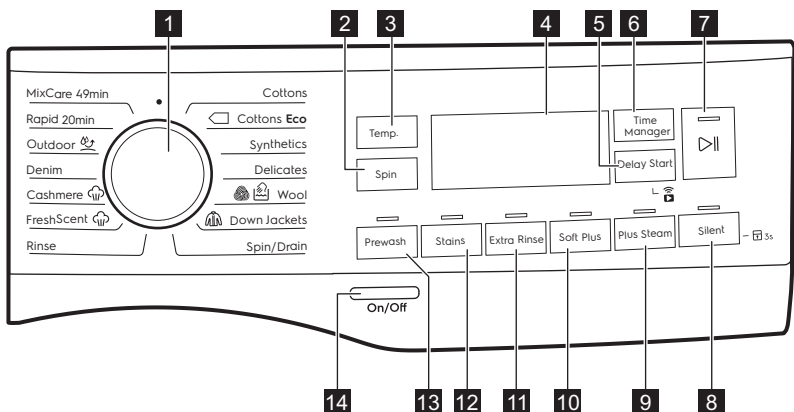 1
2
3
4
5
6
7
MixCare 49min
Cottons
Rapid 20min
Cottons Eco
Outdoor
Synthetics
Denim
Delicates
Cashmere
Wool
FreshScent
Down Jackets
Rinse
Spin/Drain
Temp.
Spin
Time
Manager
Delay Start
Prewash
Stains
Extra Rinse
Soft Plus
Plus Steam
Silent
3s
On/Off
14
13
12
11
10
9
8